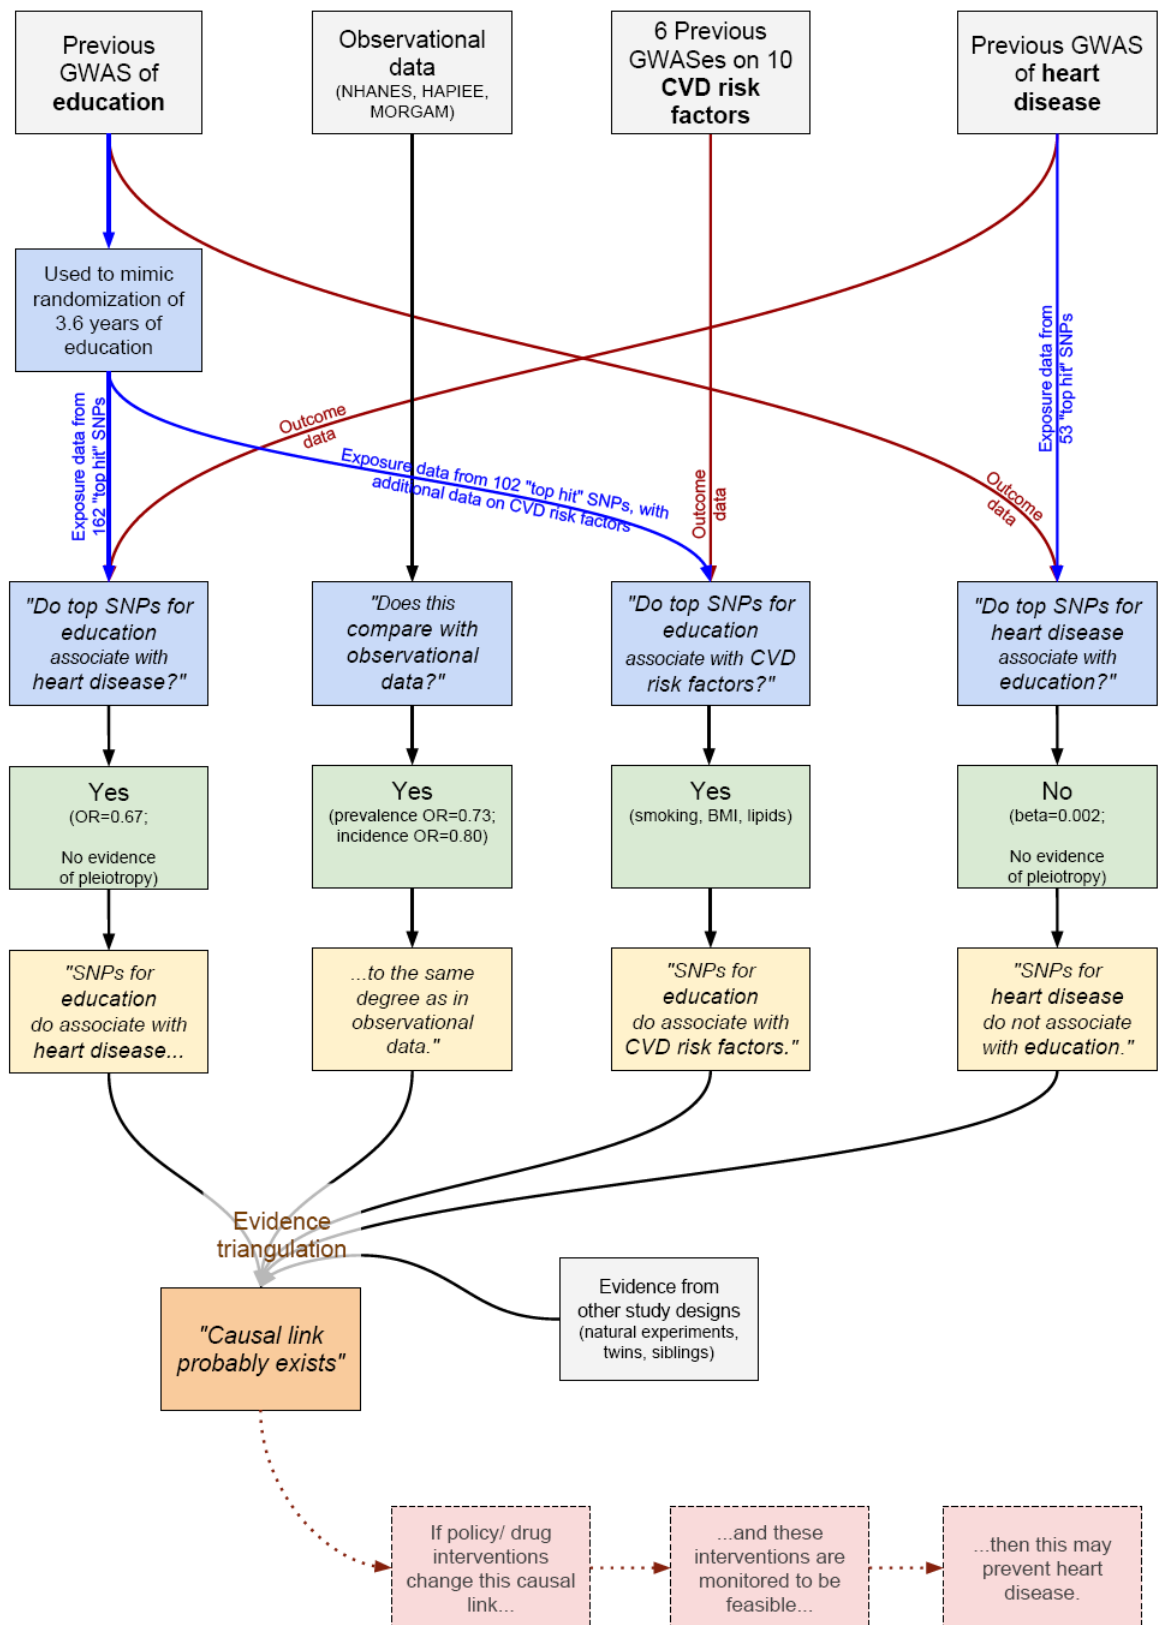 Previous
GWAS of
education
Observational
data
(NHANES, HAPIEE,
MORGAM)
6 Previous
GWASes on 10
CVD risk
factors
Previous GWAS
of heart
disease
Used to mimic
randomization of
3.6 years of
education
Exposure data from
162 "top hit" SNPs
Outcome
data
Exposure data from 102 "top hit" SNPs, with
additional data on CVD risk factors
Outcome
data
Exposure data from
53 "top hit" SNPs
Outcome
data
"Do top SNPs for
education
associate with
heart disease?"
"Does this
compare with
observational
data?"
"Do top SNPs for
education
associate with CVD
risk factors?"
"Do top SNPs for
heart disease
associate with
education?"
Yes
(OR=0.67;
No evidence
of pleiotropy)
Yes
(prevalence OR=0.73;
incidence OR=0.80)
Yes
(smoking, BMI, lipids)
No
(beta=0.002;
No evidence
of pleiotropy)
"SNPs for
education
do associate with
heart disease...
...to the same
degree as in
observational
data."
"SNPs for
education
do associate with
CVD risk factors."
"SNPs for
heart disease
do not associate
with education."
Evidence
triangulation
Evidence from
other study designs
(natural experiments,
twins, siblings)
"Causal link
probably exists"
If policy/ drug
interventions
change this causal
link...
...and these
interventions are
monitored to be
feasible...
...then this may
prevent heart
disease.